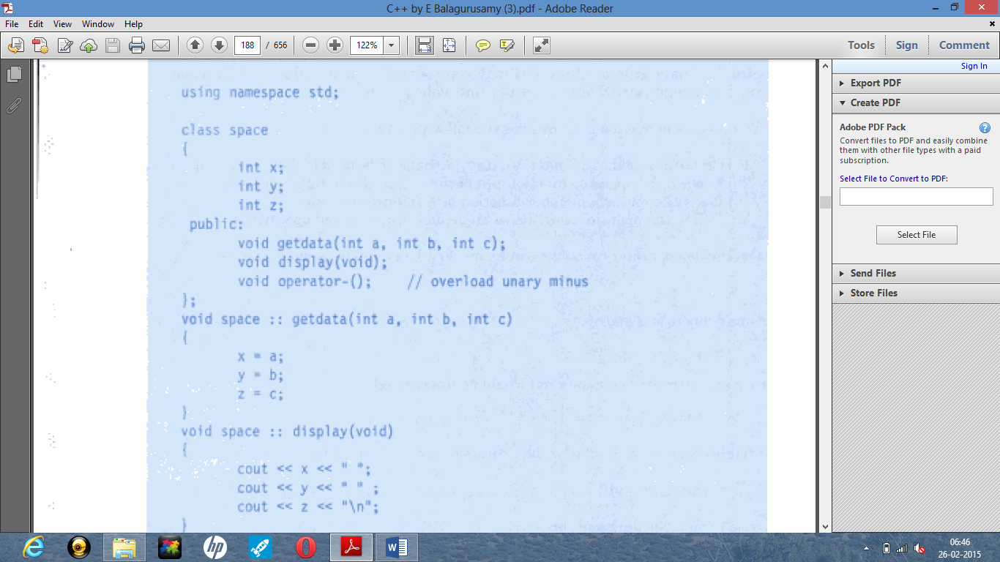 C++ by E Balagurusamy (3).pdf - Adobe Reader
File Edit View Window Help
188 / 656 122% Tools Sign Comment
Sign In
Export PDF
Create PDF
Adobe PDF Pack
Convert files to PDF and easily combine
them with other file types with a paid
subscription.
Select File to Convert to PDF:
Select File
Send Files
Store Files
using namespace std;
class space
{
int x;
int y;
int z;
public:
void getdata(int a, int b, int c);
void display(void);
void operator-(); // overload unary minus
};
void space :: getdata(int a, int b, int c)
{
x = a;
y = b;
z = c;
}
void space :: display(void)
{
cout << x << " ";
cout << y << " " ;
cout << z << "\n";
}
06:46
26-02-2015